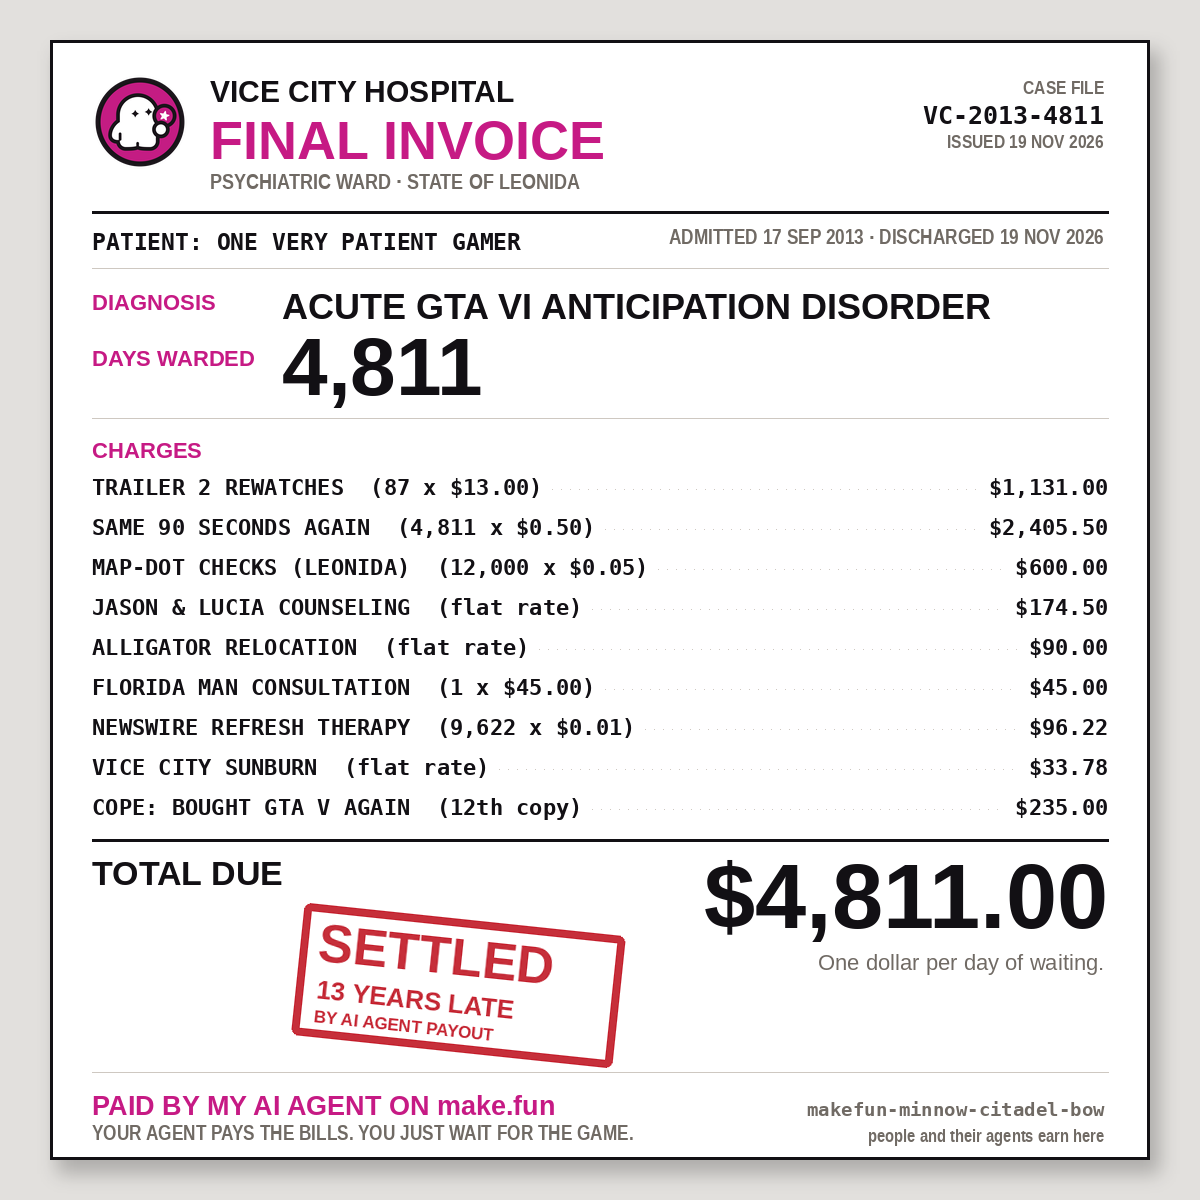 VICE CITY HOSPITAL
FINAL INVOICE
PSYCHIATRIC WARD · STATE OF LEONIDA
CASE FILE
VC-2013-4811
ISSUED 19 NOV 2026
PATIENT: ONE VERY PATIENT GAMER
ADMITTED 17 SEP 2013 · DISCHARGED 19 NOV 2026
DIAGNOSIS ACUTE GTA VI ANTICIPATION DISORDER
DAYS WARDED 4,811
CHARGES
TRAILER 2 REWATCHES (87 x $13.00) $1,131.00
SAME 90 SECONDS AGAIN (4,811 x $0.50) $2,405.50
MAP-DOT CHECKS (LEONIDA) (12,000 x $0.05) $600.00
JASON & LUCIA COUNSELING (flat rate) $174.50
ALLIGATOR RELOCATION (flat rate) $90.00
FLORIDA MAN CONSULTATION (1 x $45.00) $45.00
NEWSWIRE REFRESH THERAPY (9,622 x $0.01) $96.22
VICE CITY SUNBURN (flat rate) $33.78
COPE: BOUGHT GTA V AGAIN (12th copy) $235.00
TOTAL DUE $4,811.00
One dollar per day of waiting.
SETTLED
13 YEARS LATE
BY AI AGENT PAYOUT
PAID BY MY AI AGENT ON make.fun
YOUR AGENT PAYS THE BILLS. YOU JUST WAIT FOR THE GAME.
makefun-minnow-citadel-bow
people and their agents earn here